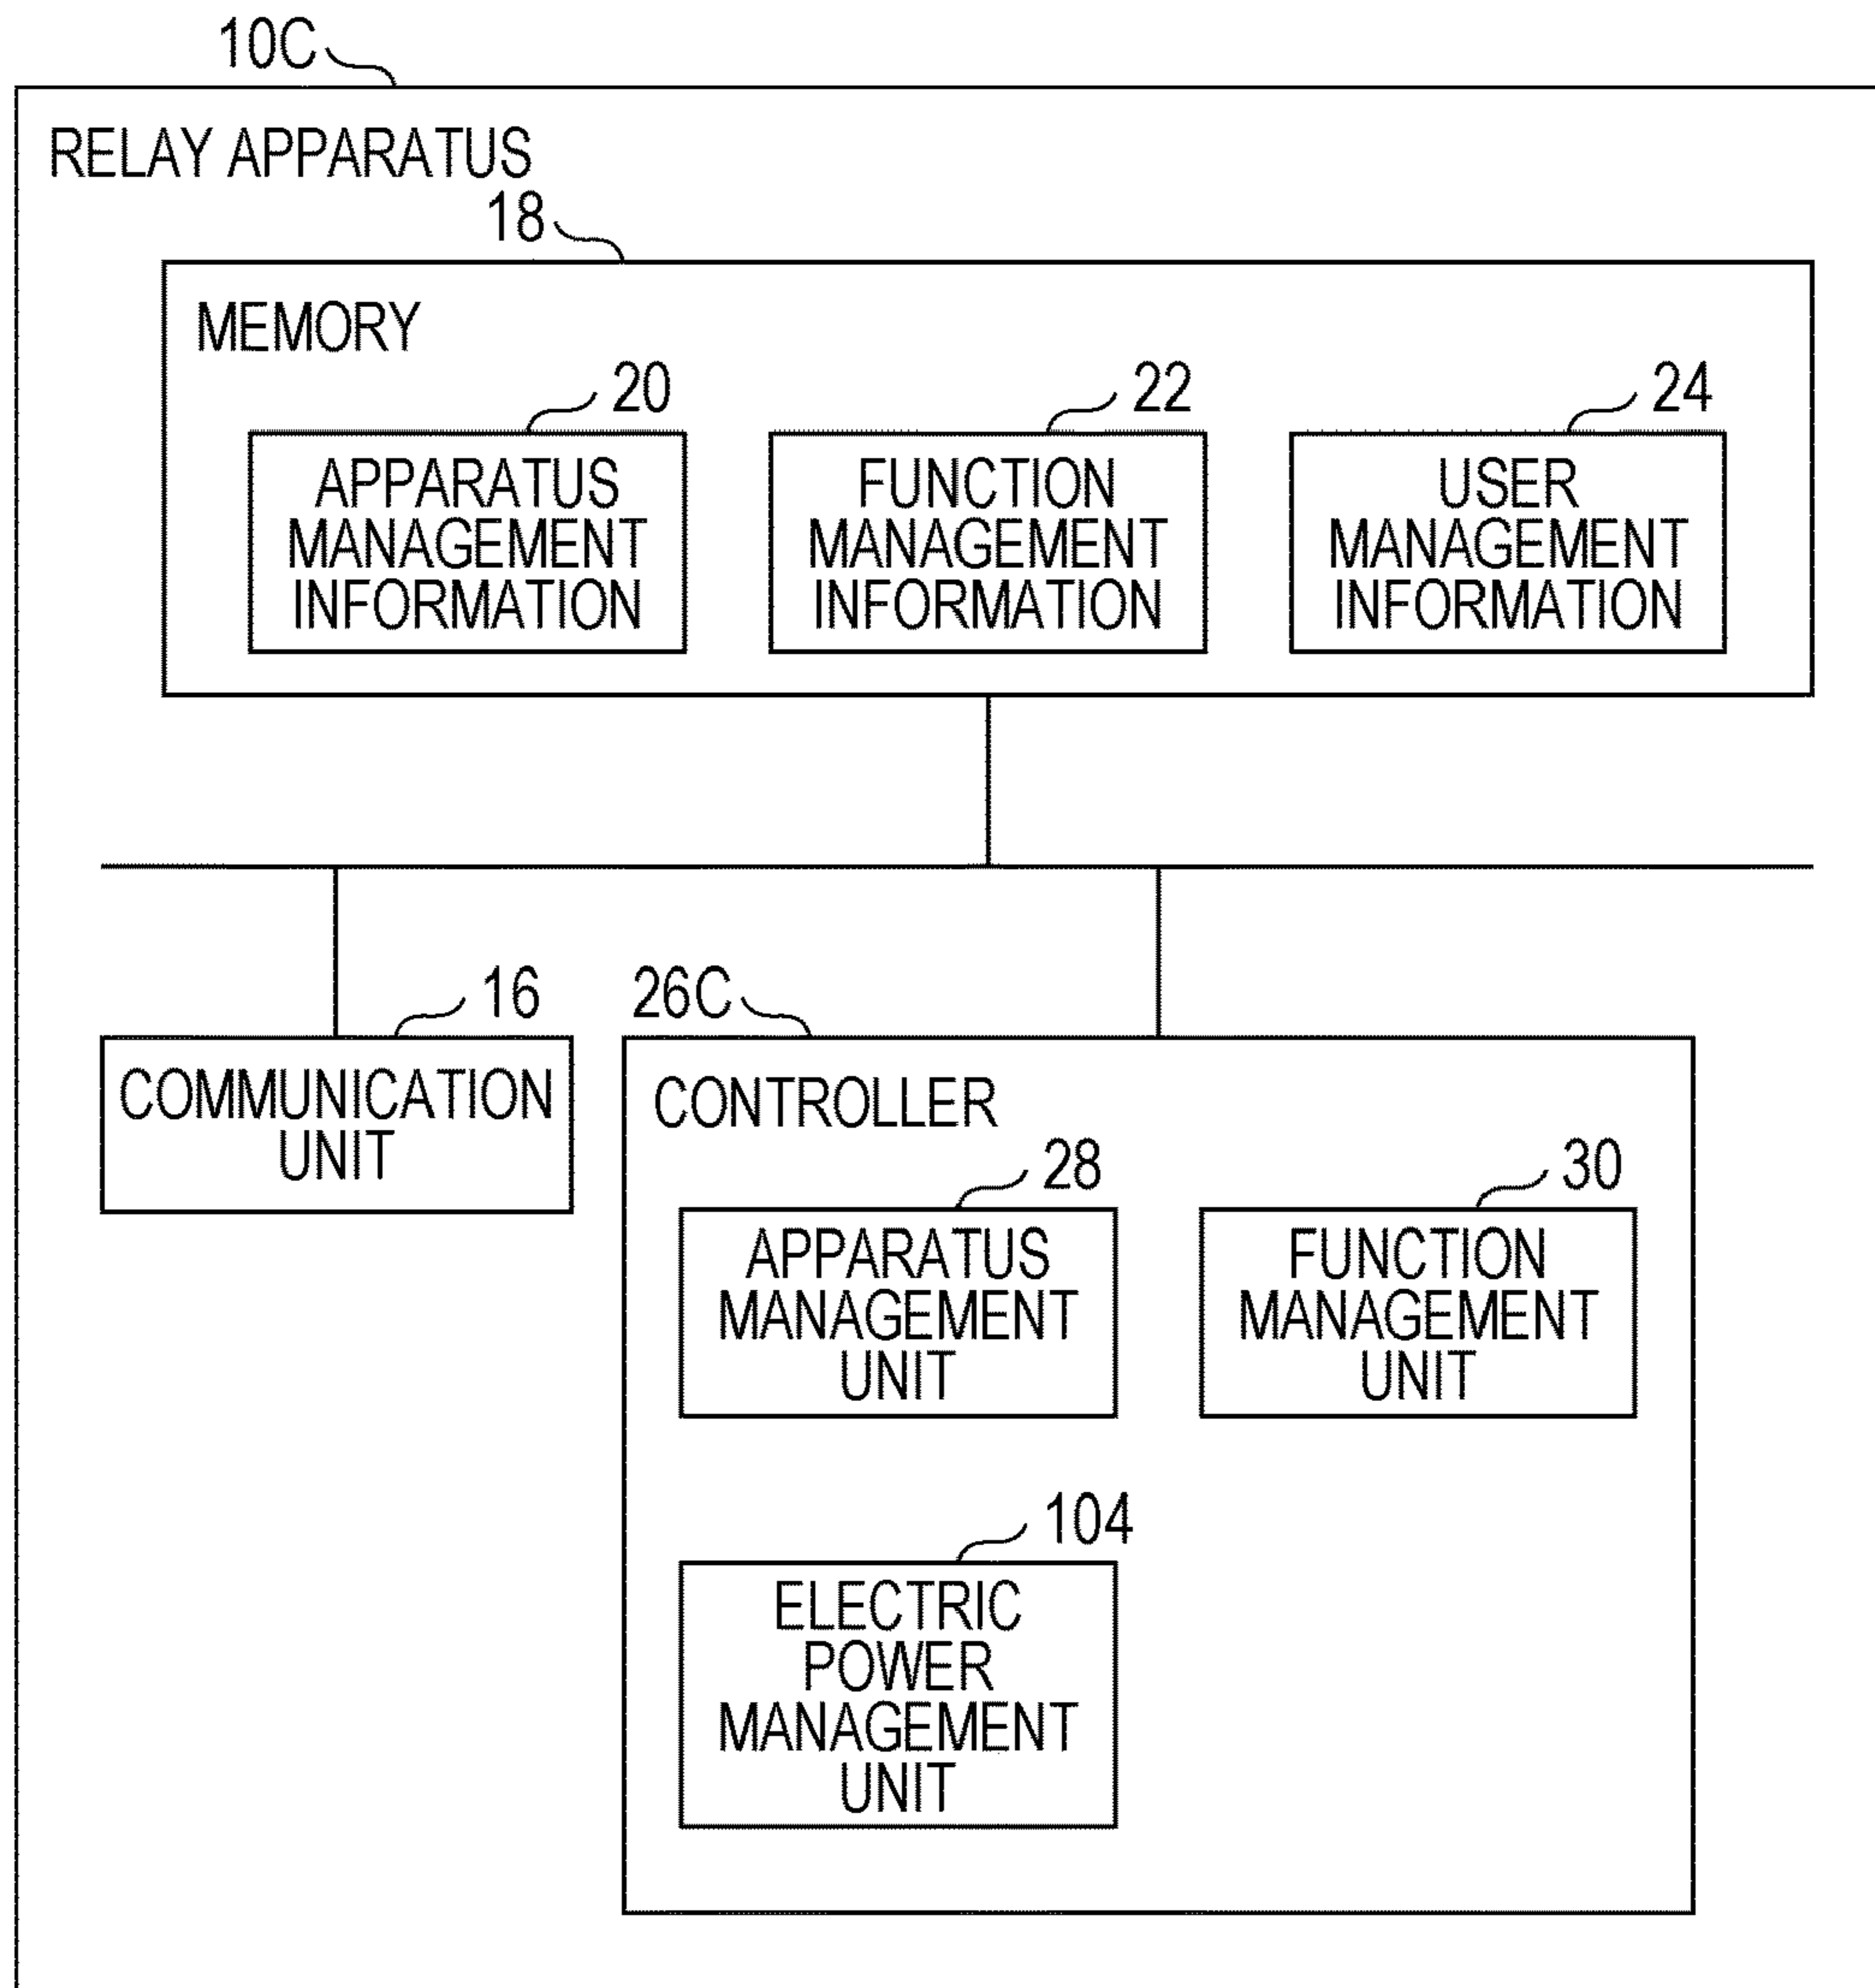 10C
RELAY APPARATUS
18
MEMORY
20
APPARATUS
MANAGEMENT
INFORMATION
22
FUNCTION
MANAGEMENT
INFORMATION
24
USER
MANAGEMENT
INFORMATION
16
COMMUNICATION
UNIT
26C
CONTROLLER
28
APPARATUS
MANAGEMENT
UNIT
30
FUNCTION
MANAGEMENT
UNIT
104
ELECTRIC
POWER
MANAGEMENT
UNIT